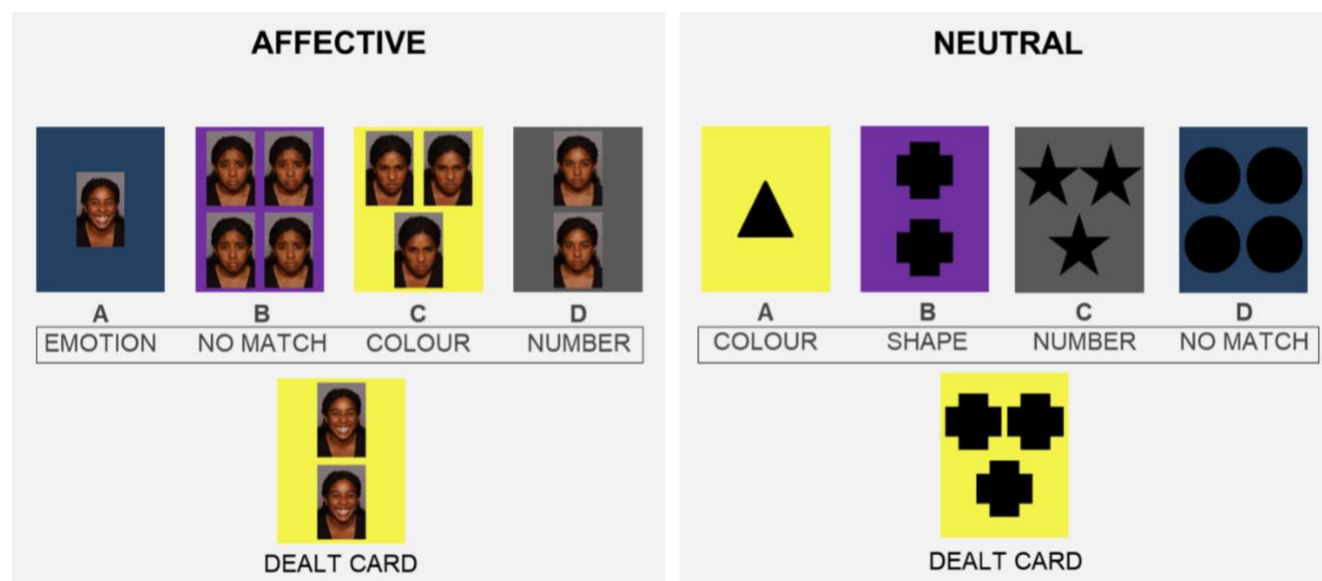 AFFECTIVE
A B C D
EMOTION NO MATCH COLOUR NUMBER
DEALT CARD
NEUTRAL
A B C D
COLOUR SHAPE NUMBER NO MATCH
DEALT CARD